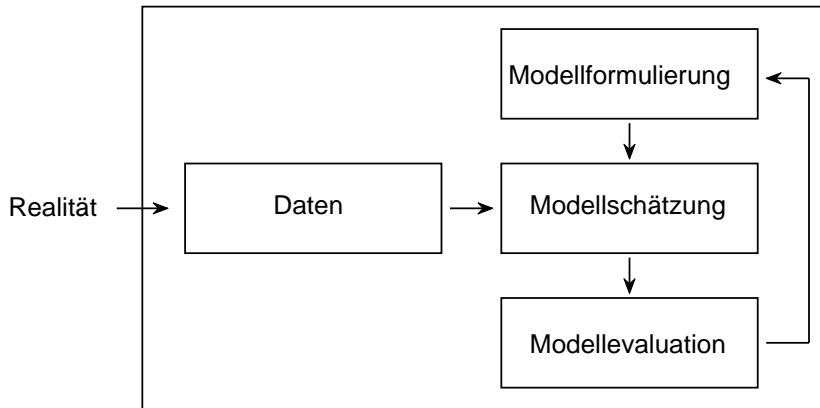 Modellformulierung
Realität
Daten
Modellschätzung
Modellevaluation